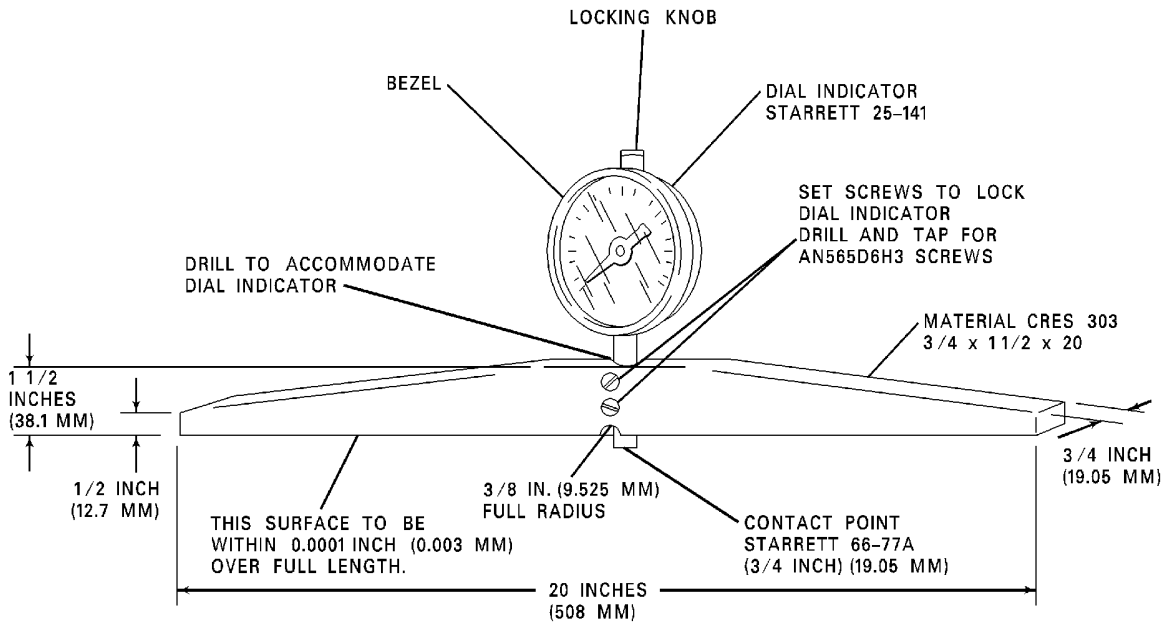 LOCKING KNOB
BEZEL
DIAL INDICATOR
STARRETT 25-141
SET SCREWS TO LOCK
DIAL INDICATOR
DRILL AND TAP FOR
AN565D6H3 SCREWS
DRILL TO ACCOMMODATE
DIAL INDICATOR
MATERIAL CRES 303
3/4 x 11/2 x 20
1 1/2
INCHES
(38.1 MM)
1/2 INCH
(12.7 MM)
3/4 INCH
(19.05 MM)
3/8 IN. (9.525 MM)
FULL RADIUS
THIS SURFACE TO BE
WITHIN 0.0001 INCH (0.003 MM)
OVER FULL LENGTH.
CONTACT POINT
STARRETT 66-77A
(3/4 INCH) (19.05 MM)
20 INCHES
(508 MM)